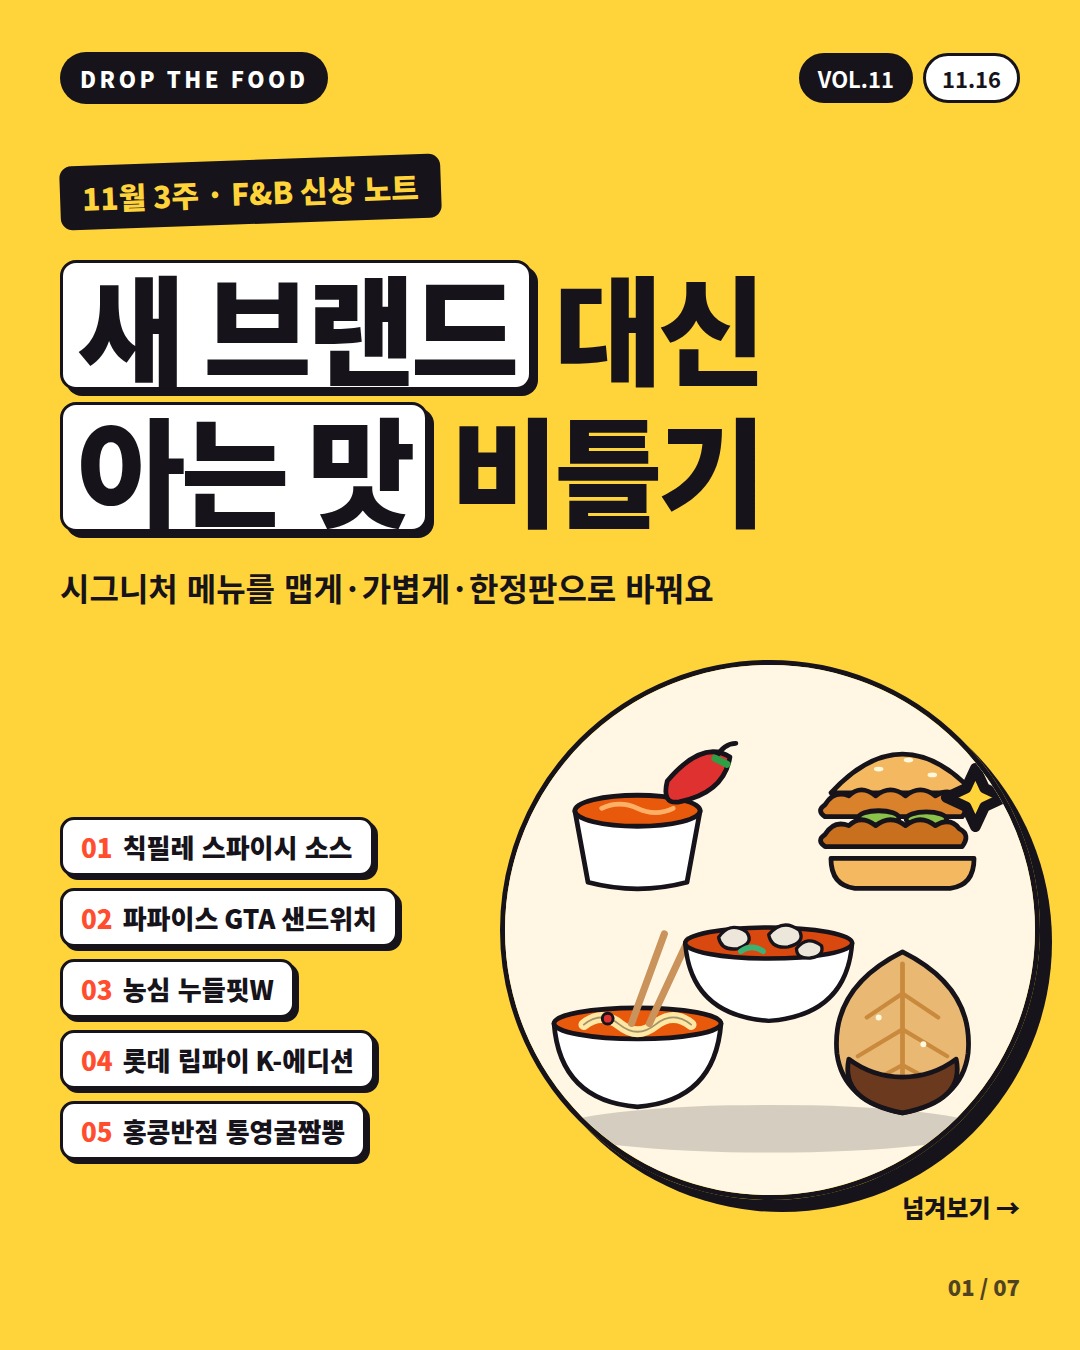 DROP THE FOOD
VOL.11
11.16
11월 3주 · F&B 신상 노트
새 브랜드 대신
아는 맛 비틀기
시그니처 메뉴를 맵게·가볍게·한정판으로 바꿔요
01 칙필레 스파이시 소스
02 파파이스 GTA 샌드위치
03 농심 누들핏W
04 롯데 립파이 K-에디션
05 홍콩반점 통영굴짬뽕
넘겨보기 →
01 / 07